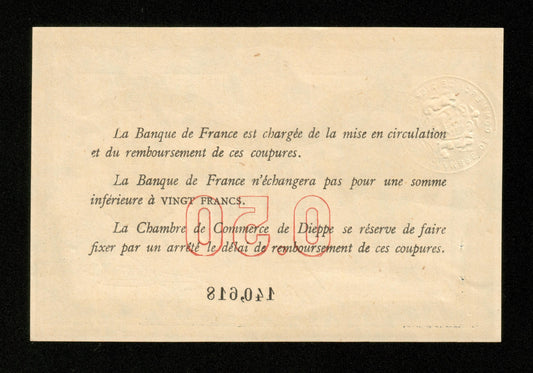 La Banque de France est chargée de la mise en circulation
et du remboursement de ces coupures.
La Banque de France n'échangera pas pour une somme
inférieure à VINGT FRANCS.
La Chambre de Commerce de Dieppe se réserve de faire
fixer par un arrêté le délai de remboursement de ces coupures.
0.50
140,618